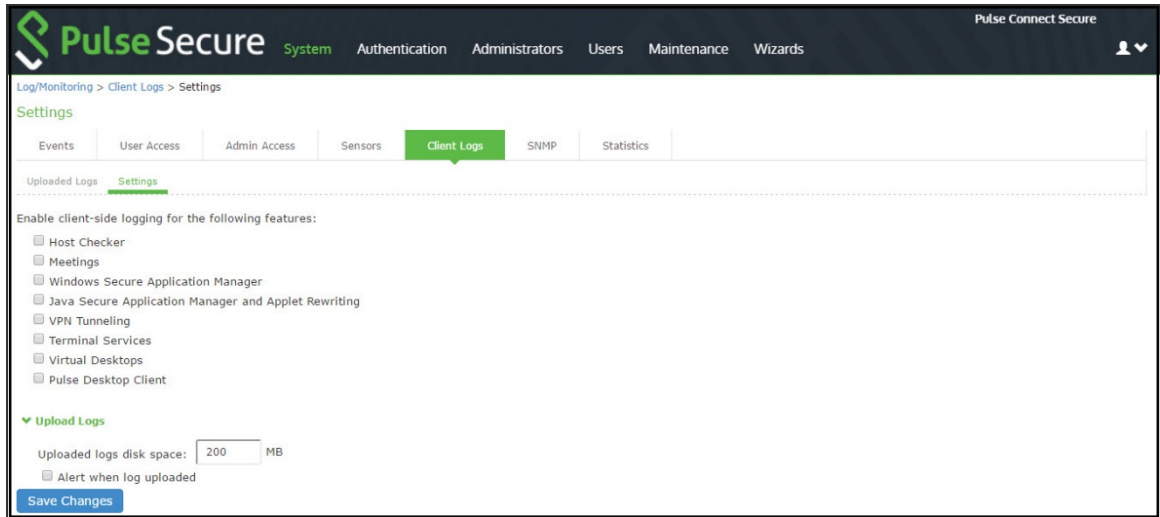 Pulse Connect Secure
Pulse Secure System Authentication Administrators Users Maintenance Wizards
Log/Monitoring > Client Logs > Settings
Settings
Events User Access Admin Access Sensors Client Logs SNMP Statistics
Uploaded Logs Settings
Enable client-side logging for the following features:
Host Checker
Meetings
Windows Secure Application Manager
Java Secure Application Manager and Applet Rewriting
VPN Tunneling
Terminal Services
Virtual Desktops
Pulse Desktop Client
Upload Logs
Uploaded logs disk space: 200 MB
Alert when log uploaded
Save Changes